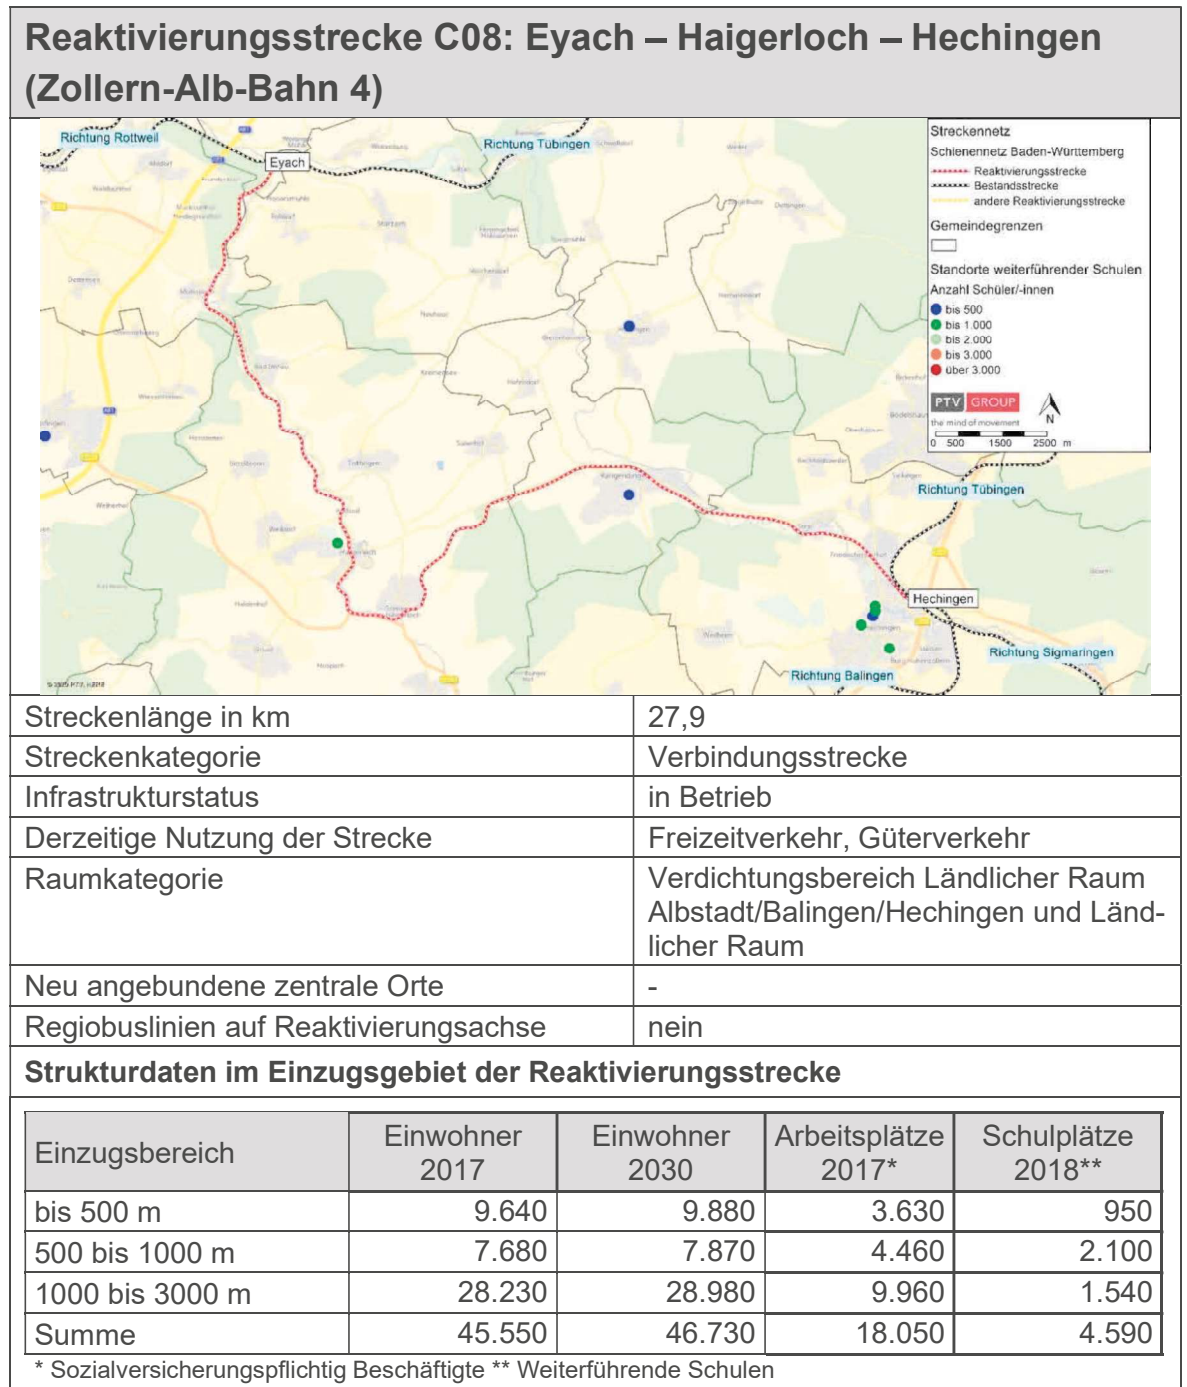 Reaktivierungsstrecke C08: Eyach – Haigerloch – Hechingen
(Zollern-Alb-Bahn 4)
Richtung Rottweil
Richtung Tübingen
Eyach
Streckennetz
Schienennetz Baden-Württemberg
Reaktivierungsstrecke
Bestandsstrecke
andere Reaktivierungsstrecke
Gemeindegrenzen
Standorte weiterführender Schulen
Anzahl Schüler/-innen
bis 500
bis 1.000
bis 2.000
bis 3.000
über 3.000
PTV GROUP
the mind of movement
N
0 500 1500 2500 m
Richtung Tübingen
Hechingen
Richtung Sigmaringen
Richtung Balingen
Streckenlänge in km 27,9
Streckenkategorie Verbindungsstrecke
Infrastrukturstatus in Betrieb
Derzeitige Nutzung der Strecke Freizeitverkehr, Güterverkehr
Raumkategorie Verdichtungsbereich Ländlicher Raum
Albstadt/Balingen/Hechingen und Länd-
licher Raum
Neu angebundene zentrale Orte -
Regiobuslinien auf Reaktivierungsachse nein
Strukturdaten im Einzugsgebiet der Reaktivierungsstrecke
Einzugsbereich Einwohner 2017 Einwohner 2030 Arbeitsplätze 2017* Schulplätze 2018**
bis 500 m 9.640 9.880 3.630 950
500 bis 1000 m 7.680 7.870 4.460 2.100
1000 bis 3000 m 28.230 28.980 9.960 1.540
Summe 45.550 46.730 18.050 4.590
* Sozialversicherungspflichtig Beschäftigte ** Weiterführende Schulen